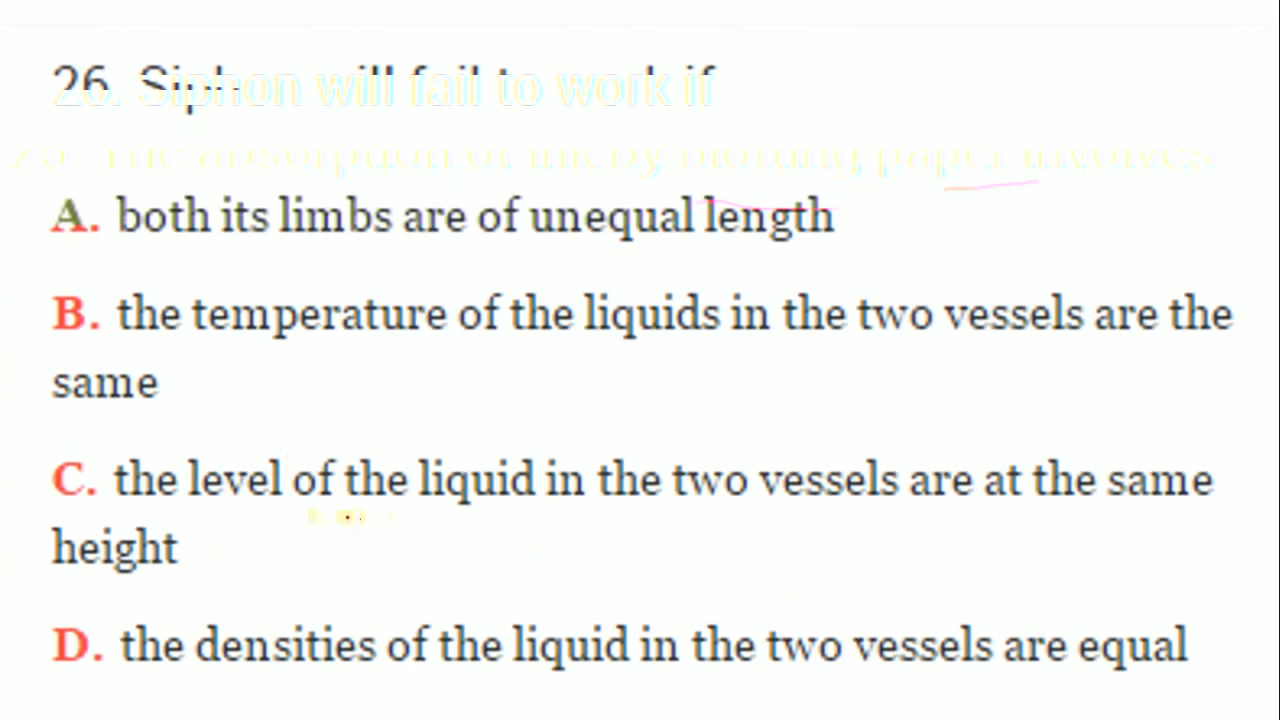 26. Siphon will fail to work if
A. both its limbs are of unequal length
B. the temperature of the liquids in the two vessels are the
same
C. the level of the liquid in the two vessels are at the same
height
D. the densities of the liquid in the two vessels are equal